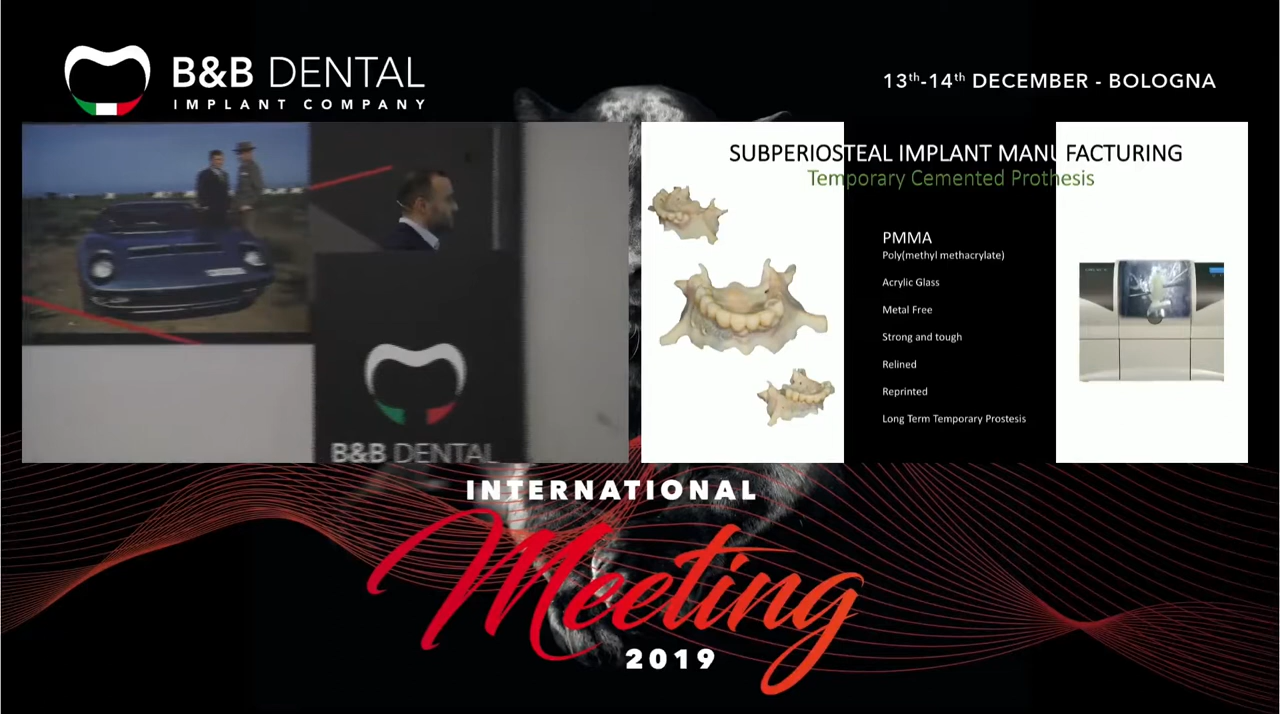 B&B DENTAL
IMPLANT COMPANY
13th-14th DECEMBER - BOLOGNA
SUBPERIOSTEAL IMPLANT MANUFACTURING
Temporary Cemented Prothesis
PMMA
Poly(methyl methacrylate)
Acrylic Glass
Metal Free
Strong and tough
Relined
Reprinted
Long Term Temporary Prostesis
B&B DENTAL
INTERNATIONAL
Meeting
2019